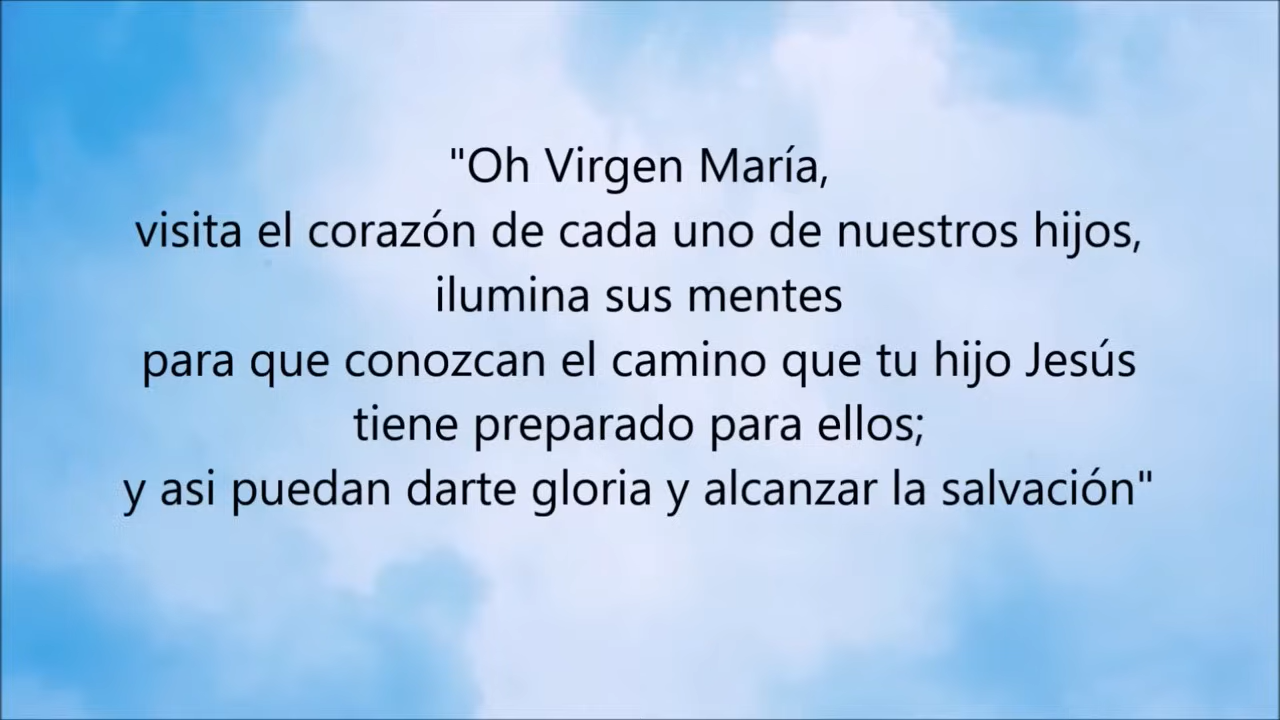 "Oh Virgen María,
visita el corazón de cada uno de nuestros hijos,
ilumina sus mentes
para que conozcan el camino que tu hijo Jesús
tiene preparado para ellos;
y asi puedan darte gloria y alcanzar la salvación"